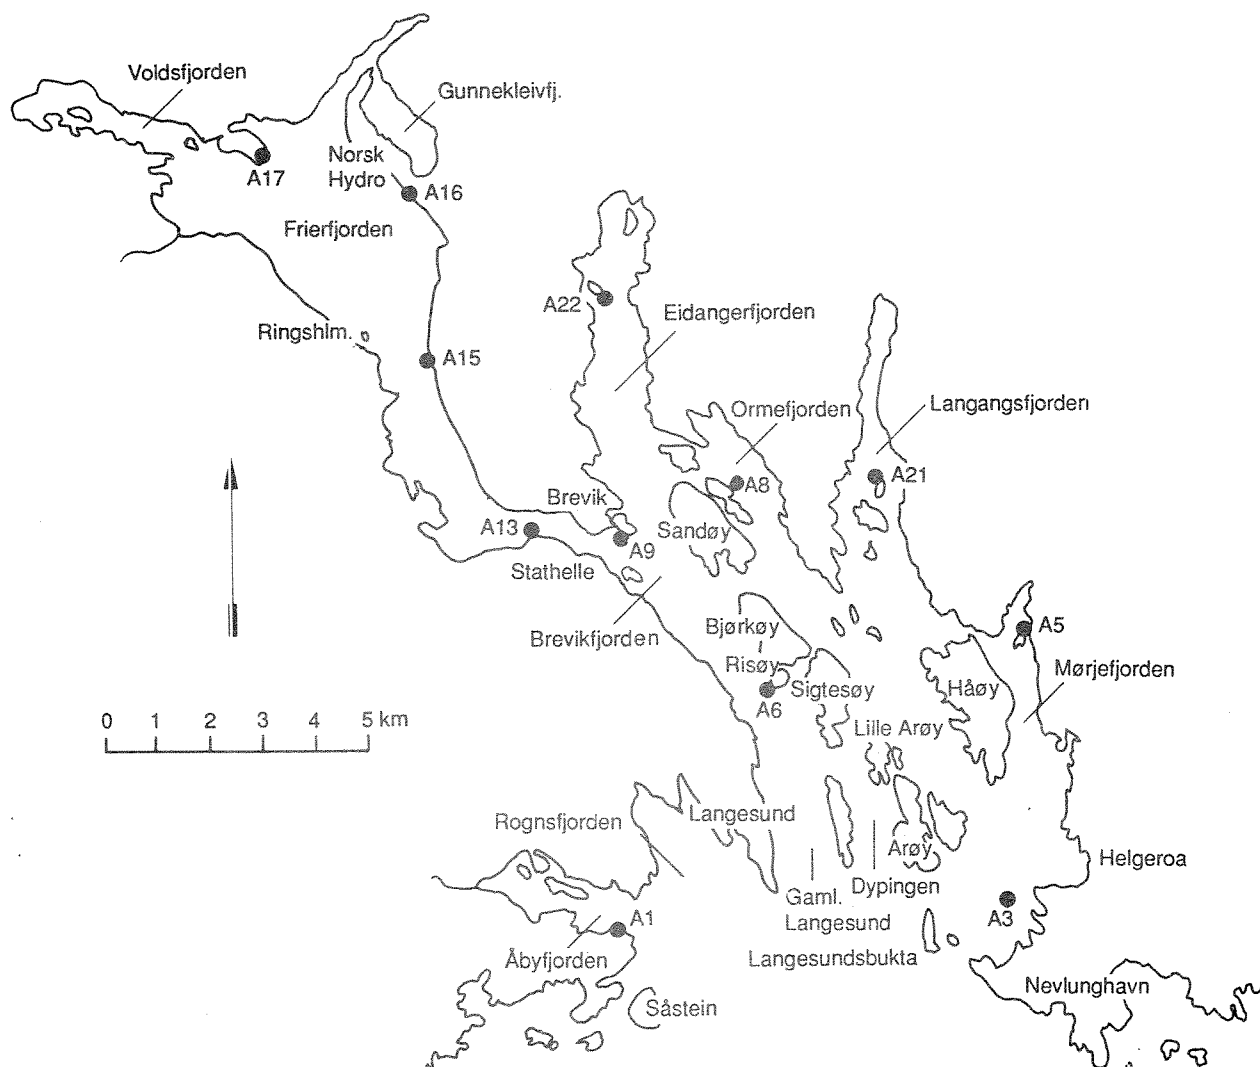 Voldsfjorden
Gunnekleivfj.
Norsk
Hydro
A17
A16
Frierfjorden
A22
Eidangerfjorden
Ringshlm.
A15
Ormefjorden
Langangsfjorden
A21
A8
Brevik
A13
Sandøy
A9
Stathelle
Bjørkøy
A5
Brevikfjorden
Risøy
Mørjefjorden
Sigtesøy
Håøy
A6
0 1 2 3 4 5 km
Lille Arøy
Langesund
Rognsfjorden
Arøy
Helgeroa
Dypingen
Gaml.
Langesund
A1
A3
Åbyfjorden
Langesundsbukta
Nevlunghavn
Såstein